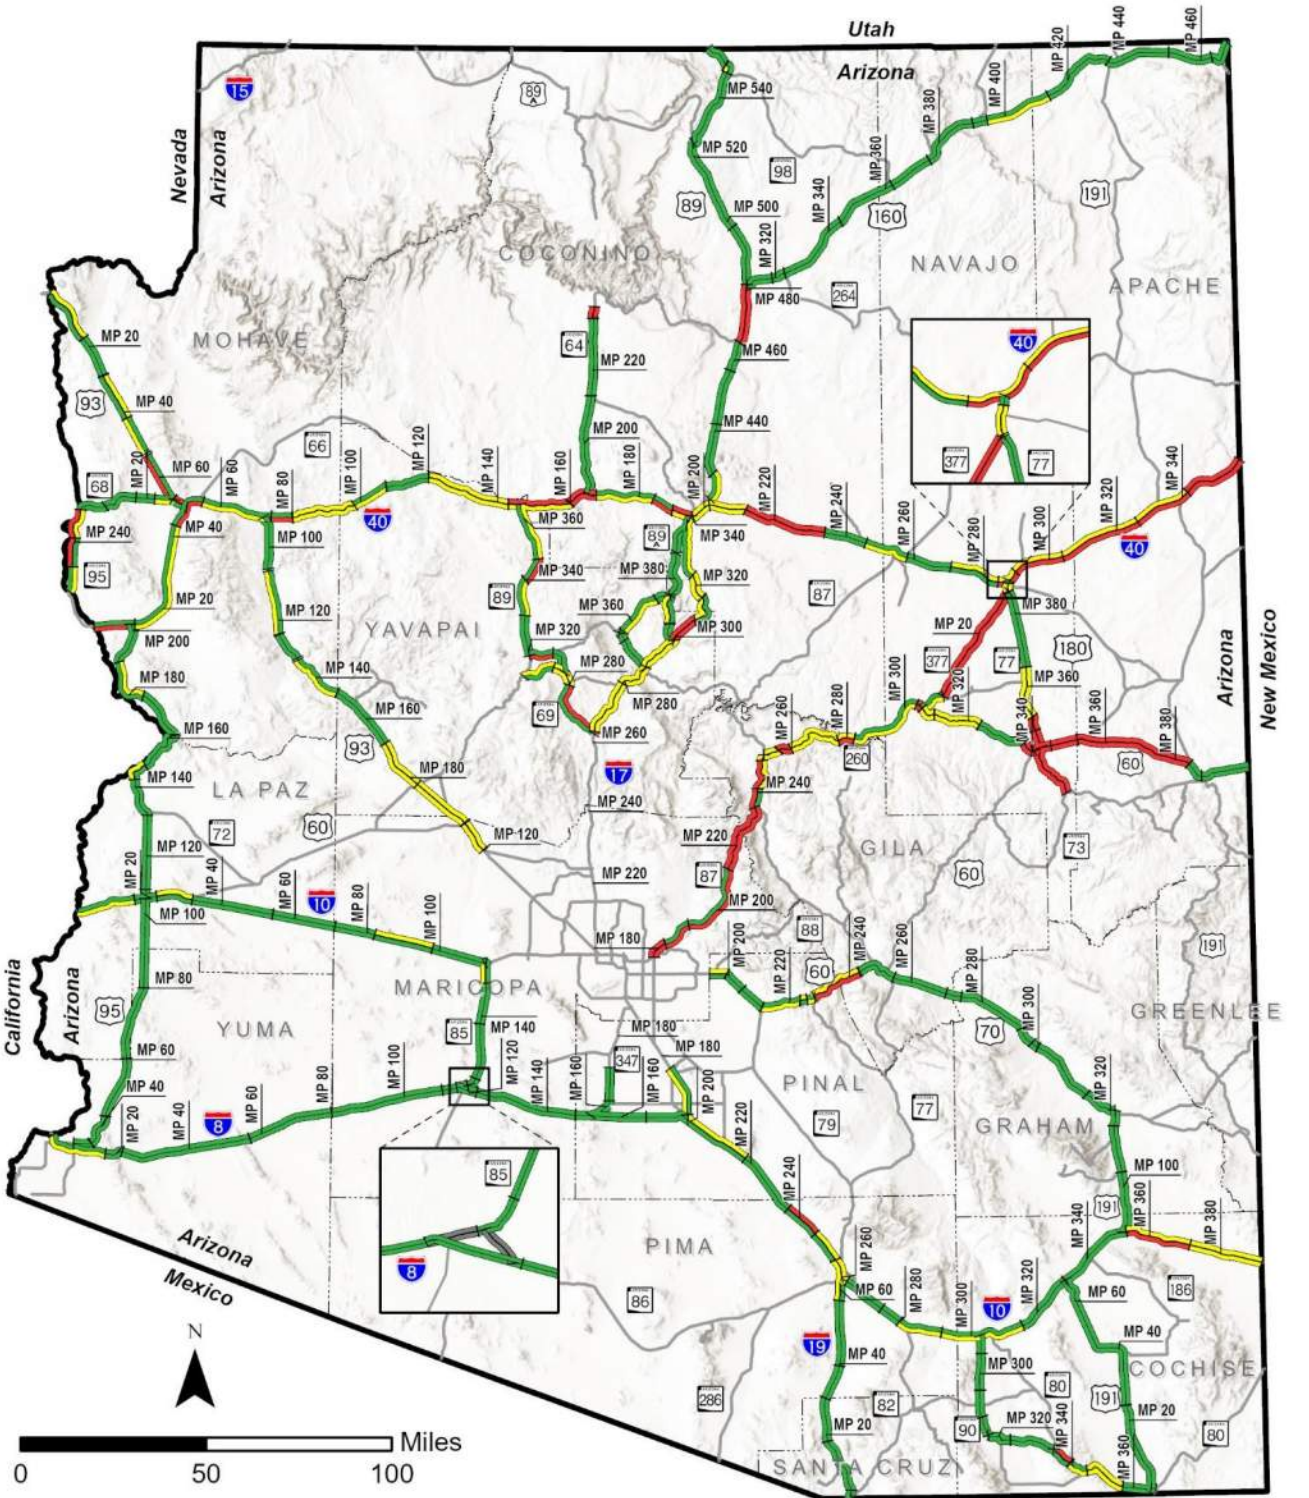 Utah
Arizona
MP 420
MP 440
MP 460
15
89 A
MP 540
MP 400
MP 380
Nevada
Arizona
MP 520
98
MP 360
191
89
MP 500
MP 340
160
MP 320
COCONINO
NAVAJO
APACHE
MP 480
264
MOHAVE
MP 20
64
MP 220
MP 460
40
93
MP 40
MP 440
66
MP 120
MP 200
377
77
68
MP 20
MP 60
MP 60
MP 80
MP 100
MP 140
MP 160
MP 180
MP 200
MP 220
MP 240
MP 260
MP 280
MP 300
MP 320
MP 340
40
40
MP 240
MP 40
MP 100
MP 360
89 A
MP 340
95
MP 340
MP 380
MP 320
89
MP 360
87
MP 380
MP 20
MP 120
MP 20
MP 200
YAVAPAI
MP 320
MP 300
180
MP 180
MP 140
MP 280
377
77
MP 360
MP 280
MP 300
MP 320
MP 340
MP 360
MP 380
Arizona
New Mexico
MP 160
MP 160
69
MP 260
MP 260
MP 280
93
260
60
MP 140
MP 180
17
MP 240
LA PAZ
MP 240
72
60
MP 120
MP 220
GILA
73
MP 120
MP 20
MP 40
MP 60
10
MP 80
MP 100
MP 220
87
60
MP 200
MP 100
MP 180
MP 200
88
MP 220
60
MP 240
MP 260
MP 280
191
MP 80
MARICOPA
California
Arizona
95
YUMA
85
MP 140
MP 180
MP 300
70
GREENLEE
MP 60
MP 120
347
MP 180
MP 320
MP 40
MP 100
MP 140
MP 160
MP 160
MP 200
PINAL
MP 20
MP 40
8
MP 60
MP 80
MP 220
79
77
GRAHAM
85
MP 240
MP 100
8
191
MP 340
MP 360
MP 380
Arizona
Mexico
PIMA
MP 260
MP 60
MP 280
MP 300
10
MP 320
MP 60
186
86
N
19
MP 40
MP 300
MP 40
COCHISE
286
82
80
191
MP 20
MP 20
90
MP 320
MP 340
MP 360
80
SANTA CRUZ
Miles
0
50
100